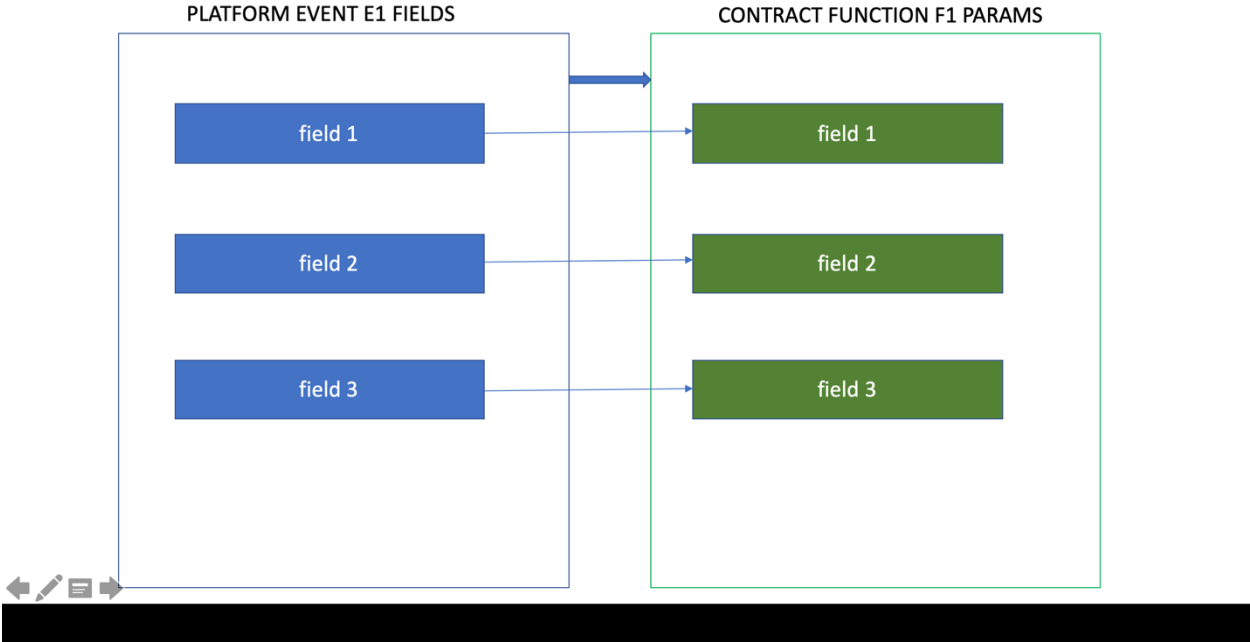 PLATFORM EVENT E1 FIELDS
CONTRACT FUNCTION F1 PARAMS
field 1
field 1
field 2
field 2
field 3
field 3